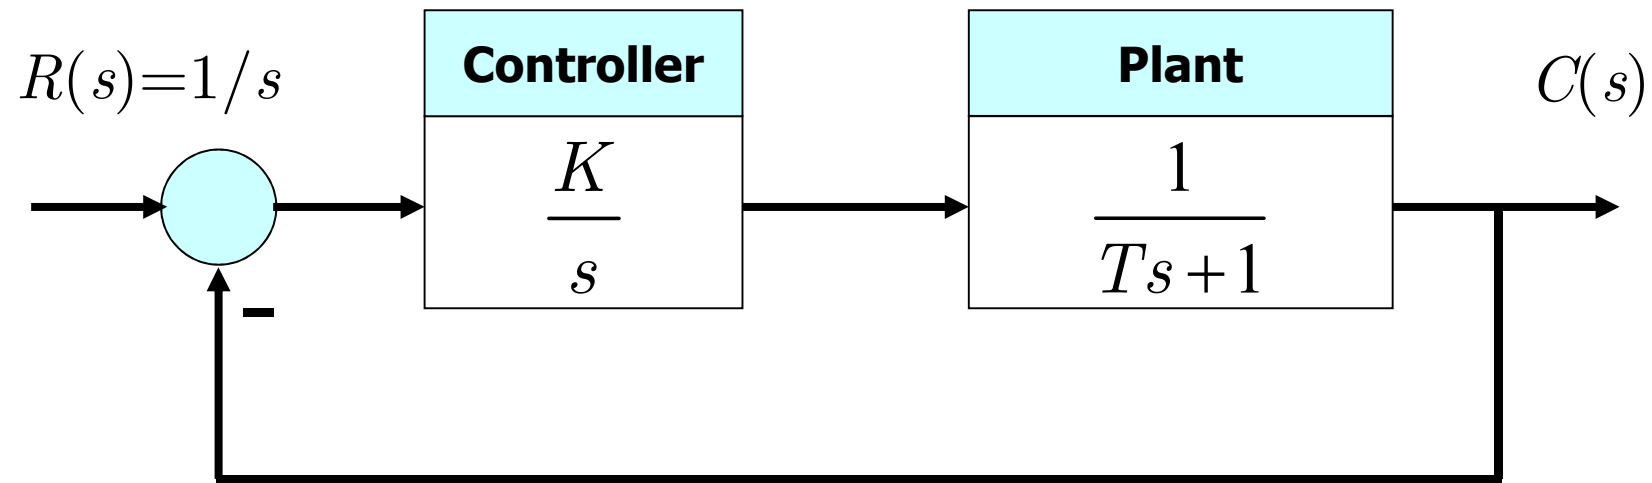 R(s)=1/s
Controller
Plant
C(s)
K
s
1
Ts+1
-